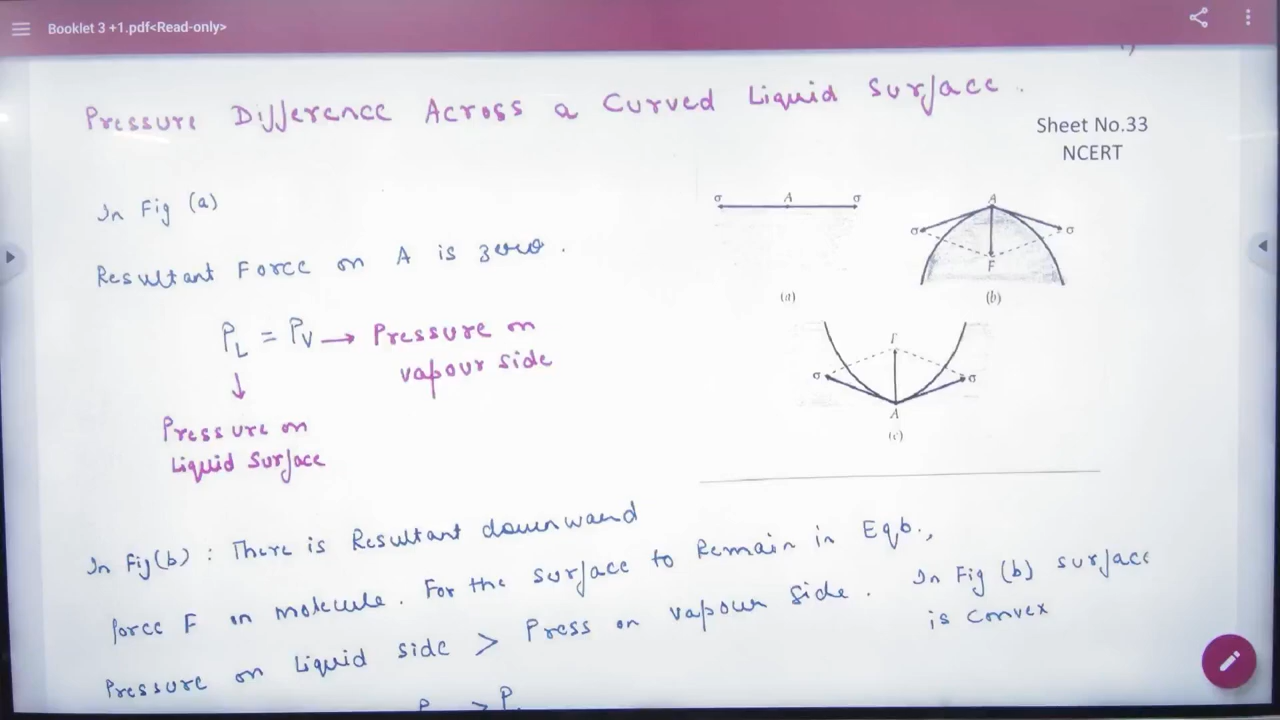 Booklet 3 +1.pdf<Read-only>
Pressure Difference Across a Curved Liquid Surface.
Sheet No.33
NCERT
In Fig (a)
Resultant Force on A is zero.
P_L = P_V → Pressure on
vapour side
↓
Pressure on
Liquid Surface
σ A σ
(a)
A
σ σ
F
(b)
F
σ σ
A
(c)
In Fig(b) : There is Resultant downward
force F on molecule. For the surface to Remain in Eqb.,
Pressure on Liquid side > Press on vapour side.
In Fig (b) surface
is convex
P > P